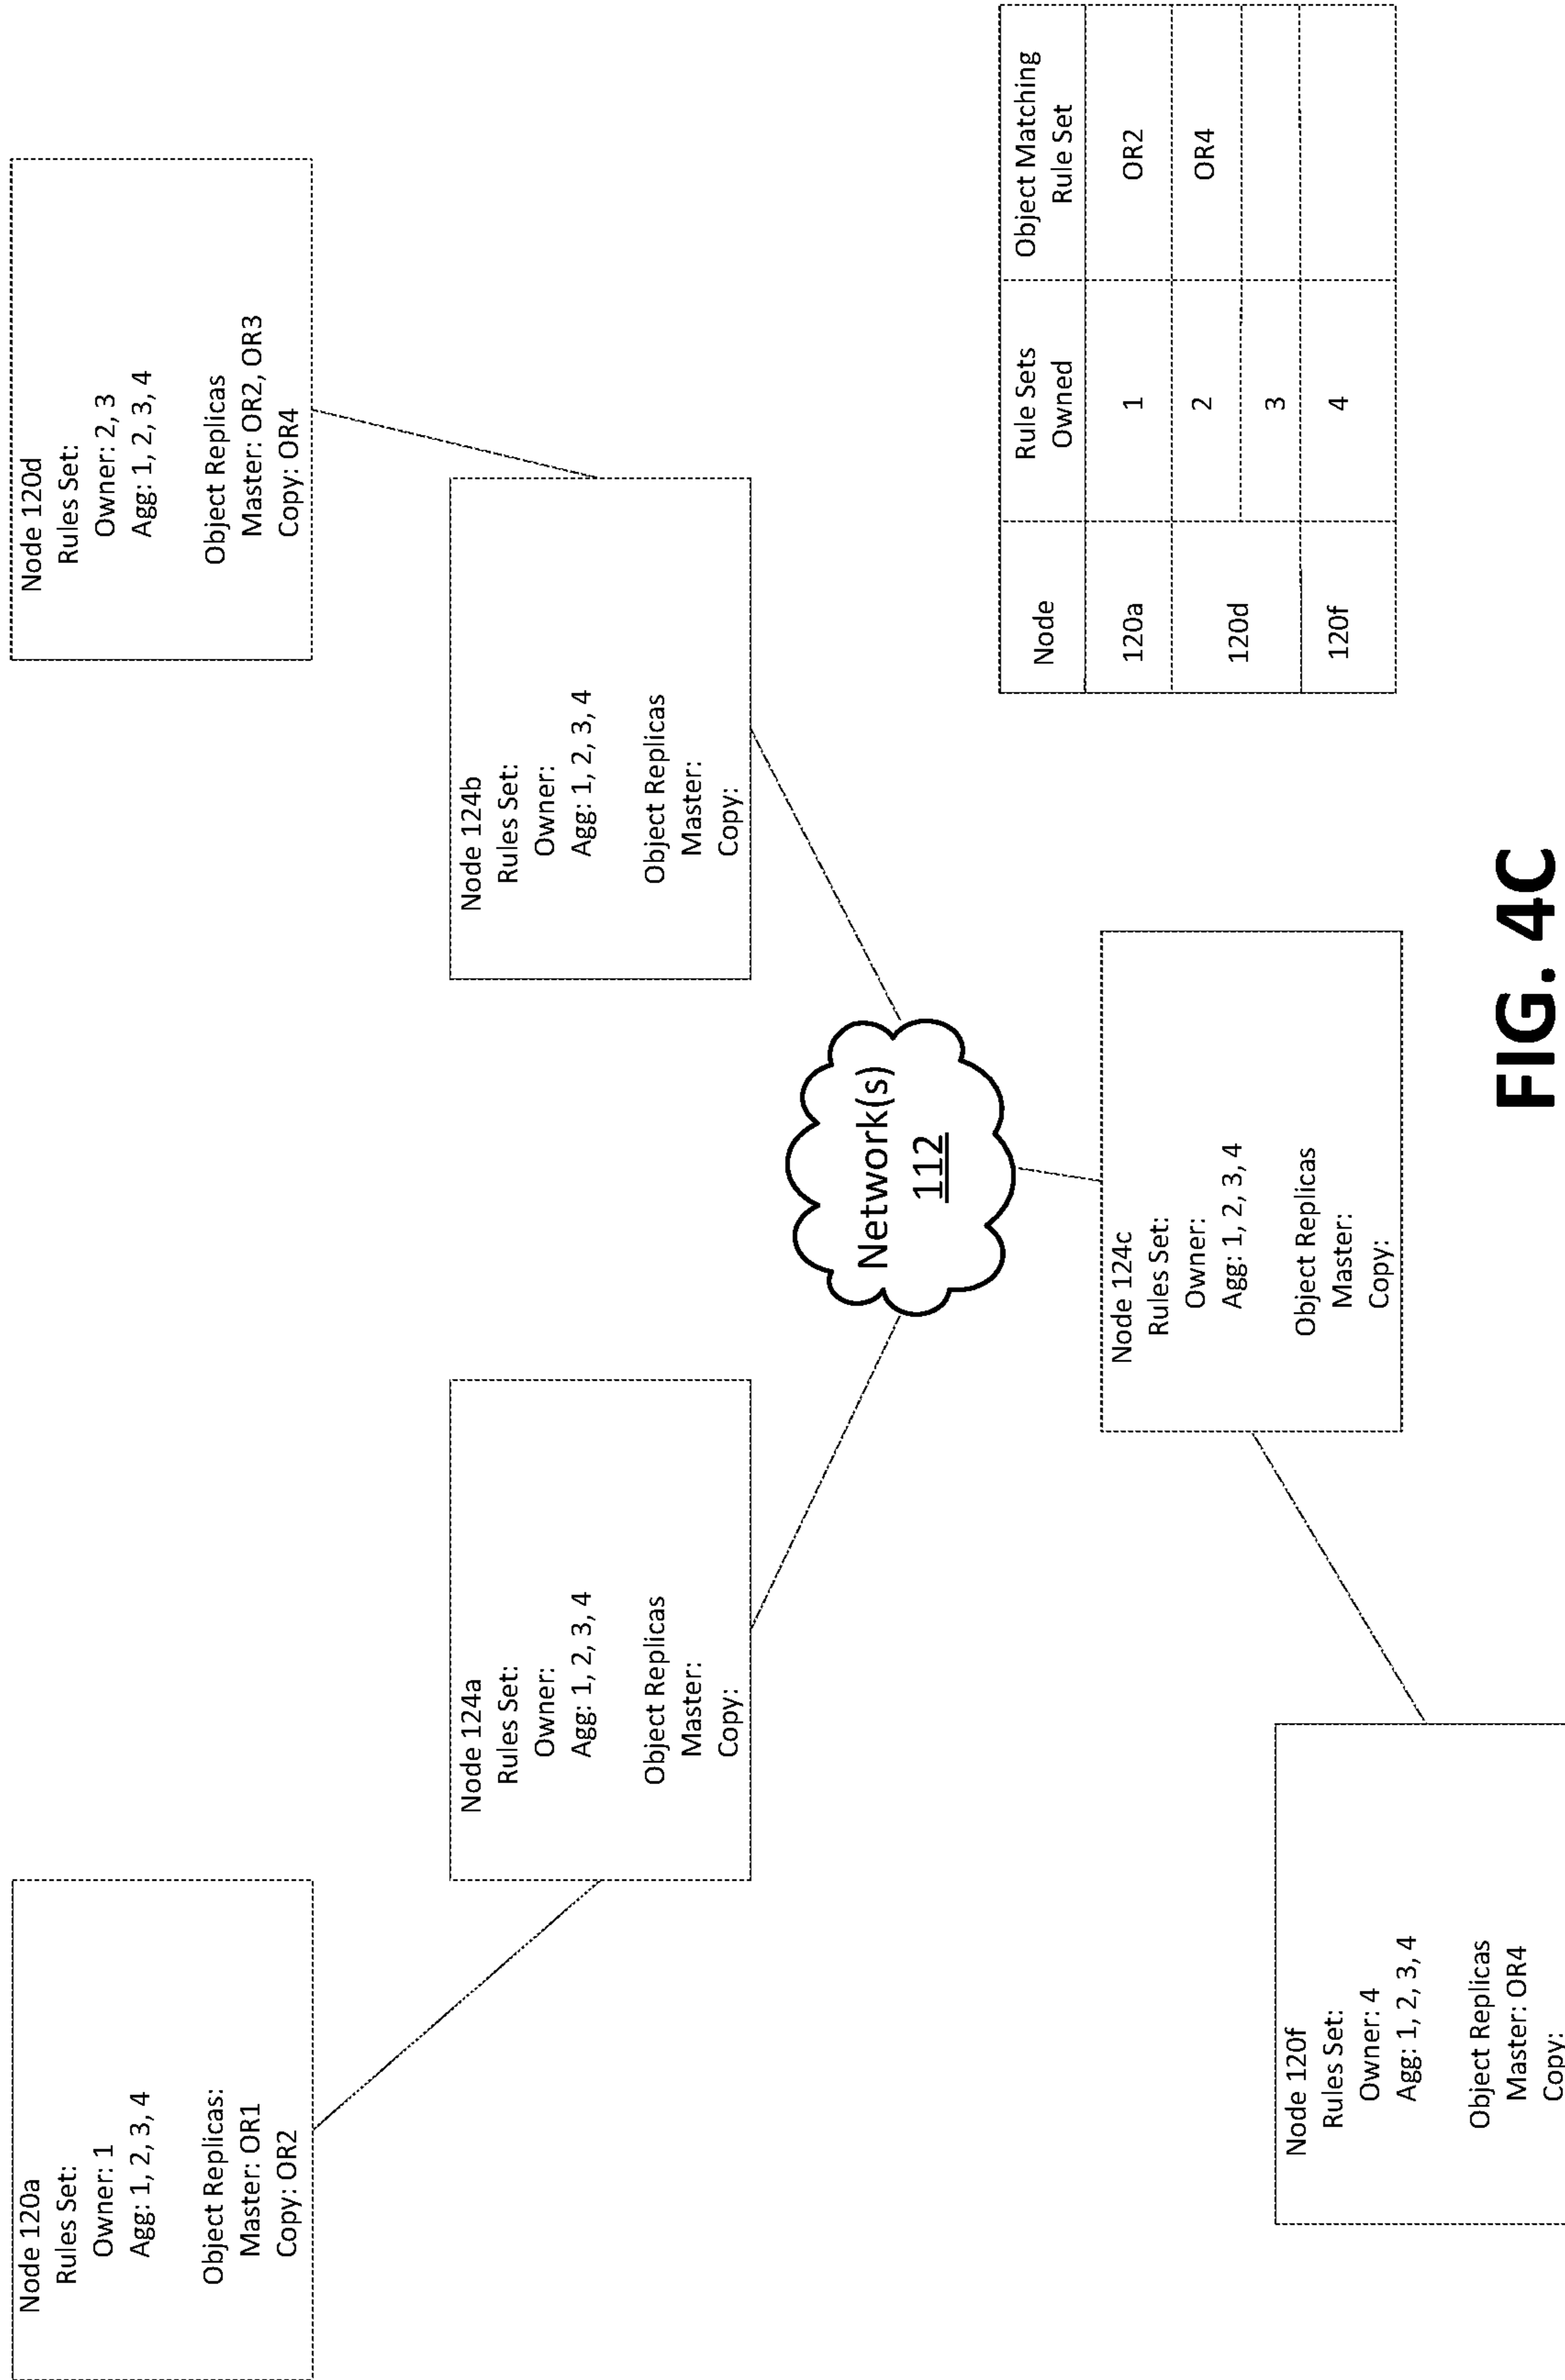 Node 120a
Rules Set:
Owner: 1
Agg: 1, 2, 3, 4
Object Replicas:
Master: OR1
Copy: OR2
Node 120d
Rules Set:
Owner: 2, 3
Agg: 1, 2, 3, 4
Object Replicas
Master: OR2, OR3
Copy: OR4
Node 124a
Rules Set:
Owner:
Agg: 1, 2, 3, 4
Object Replicas
Master:
Copy:
Node 124b
Rules Set:
Owner:
Agg: 1, 2, 3, 4
Object Replicas
Master:
Copy:
Network(s)
112
Node 124c
Rules Set:
Owner:
Agg: 1, 2, 3, 4
Object Replicas
Master:
Copy:
Node 120f
Rules Set:
Owner: 4
Agg: 1, 2, 3, 4
Object Replicas
Master: OR4
Copy:
Node Rule Sets Owned Object Matching Rule Set
120a 1 OR2
120d 2 OR4
3
120f 4
FIG. 4C